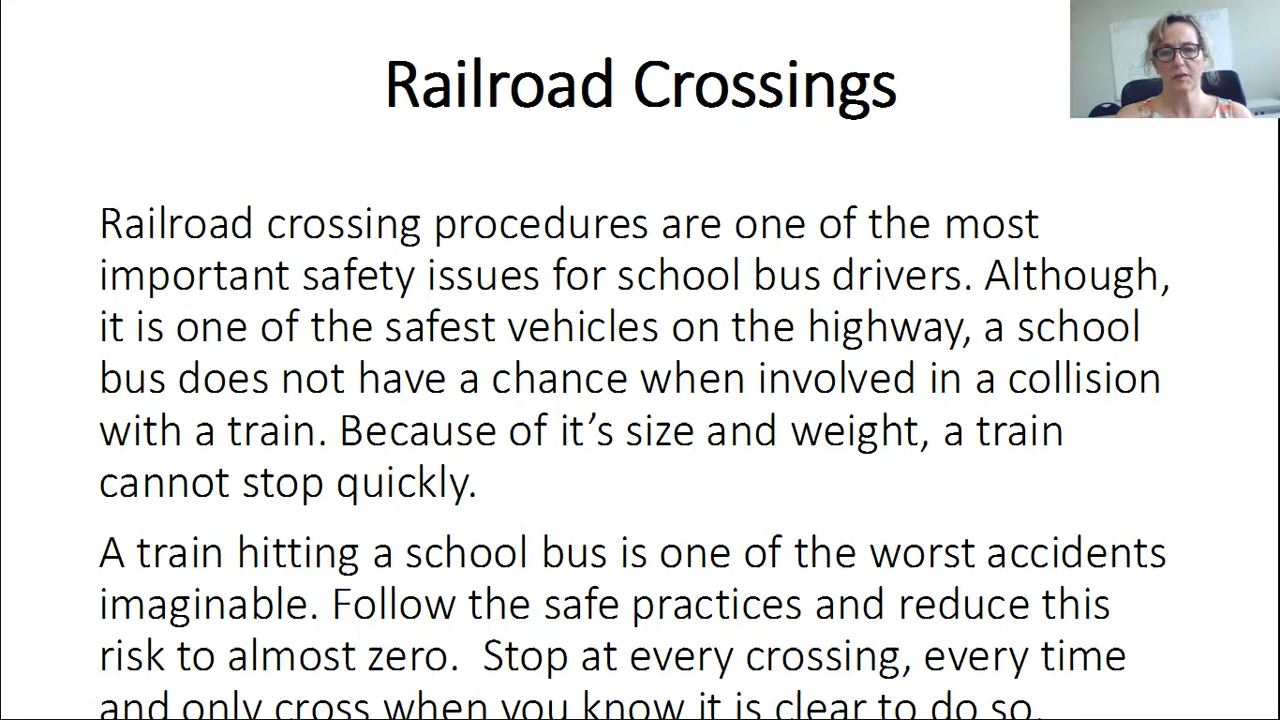 Railroad Crossings
Railroad crossing procedures are one of the most
important safety issues for school bus drivers. Although,
it is one of the safest vehicles on the highway, a school
bus does not have a chance when involved in a collision
with a train. Because of it’s size and weight, a train
cannot stop quickly.
A train hitting a school bus is one of the worst accidents
imaginable. Follow the safe practices and reduce this
risk to almost zero.  Stop at every crossing, every time
and only cross when you know it is clear to do so.